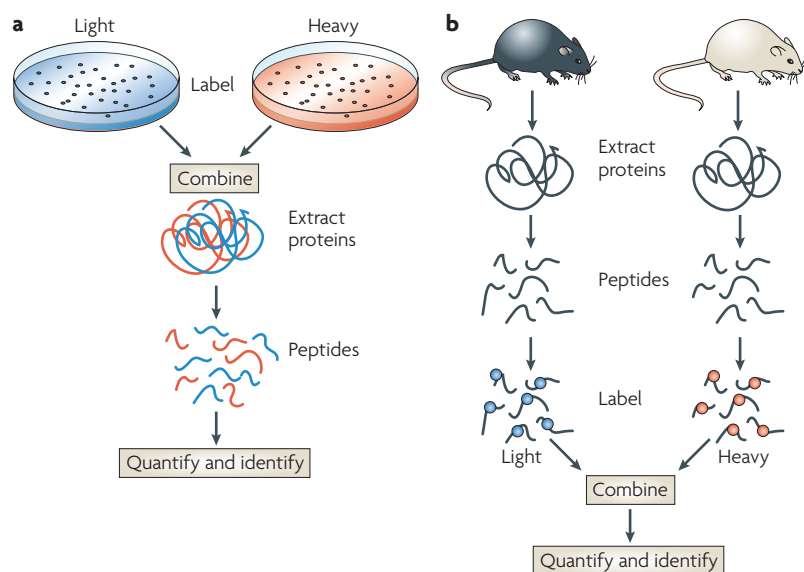 a
Light
Heavy
Label
Combine
Extract
proteins
Peptides
Quantify and identify
b
Extract
proteins
Peptides
Label
Light
Heavy
Combine
Quantify and identify